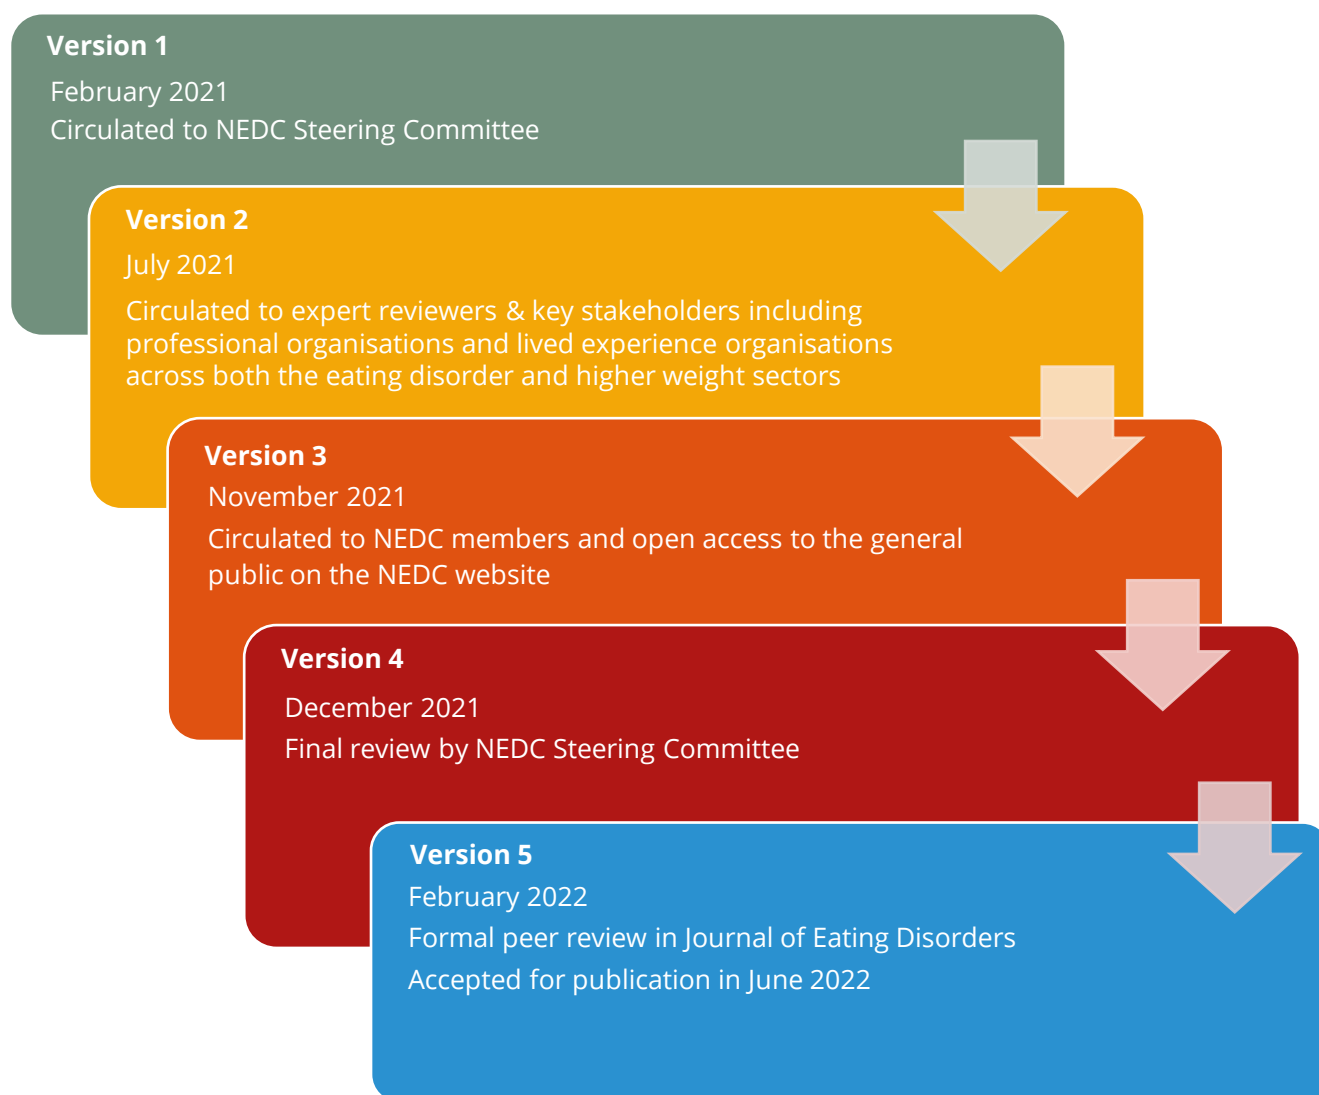 Version 1
February 2021
Circulated to NEDC Steering Committee
Version 2
July 2021
Circulated to expert reviewers & key stakeholders including
professional organisations and lived experience organisations
across both the eating disorder and higher weight sectors
Version 3
November 2021
Circulated to NEDC members and open access to the general
public on the NEDC website
Version 4
December 2021
Final review by NEDC Steering Committee
Version 5
February 2022
Formal peer review in Journal of Eating Disorders
Accepted for publication in June 2022